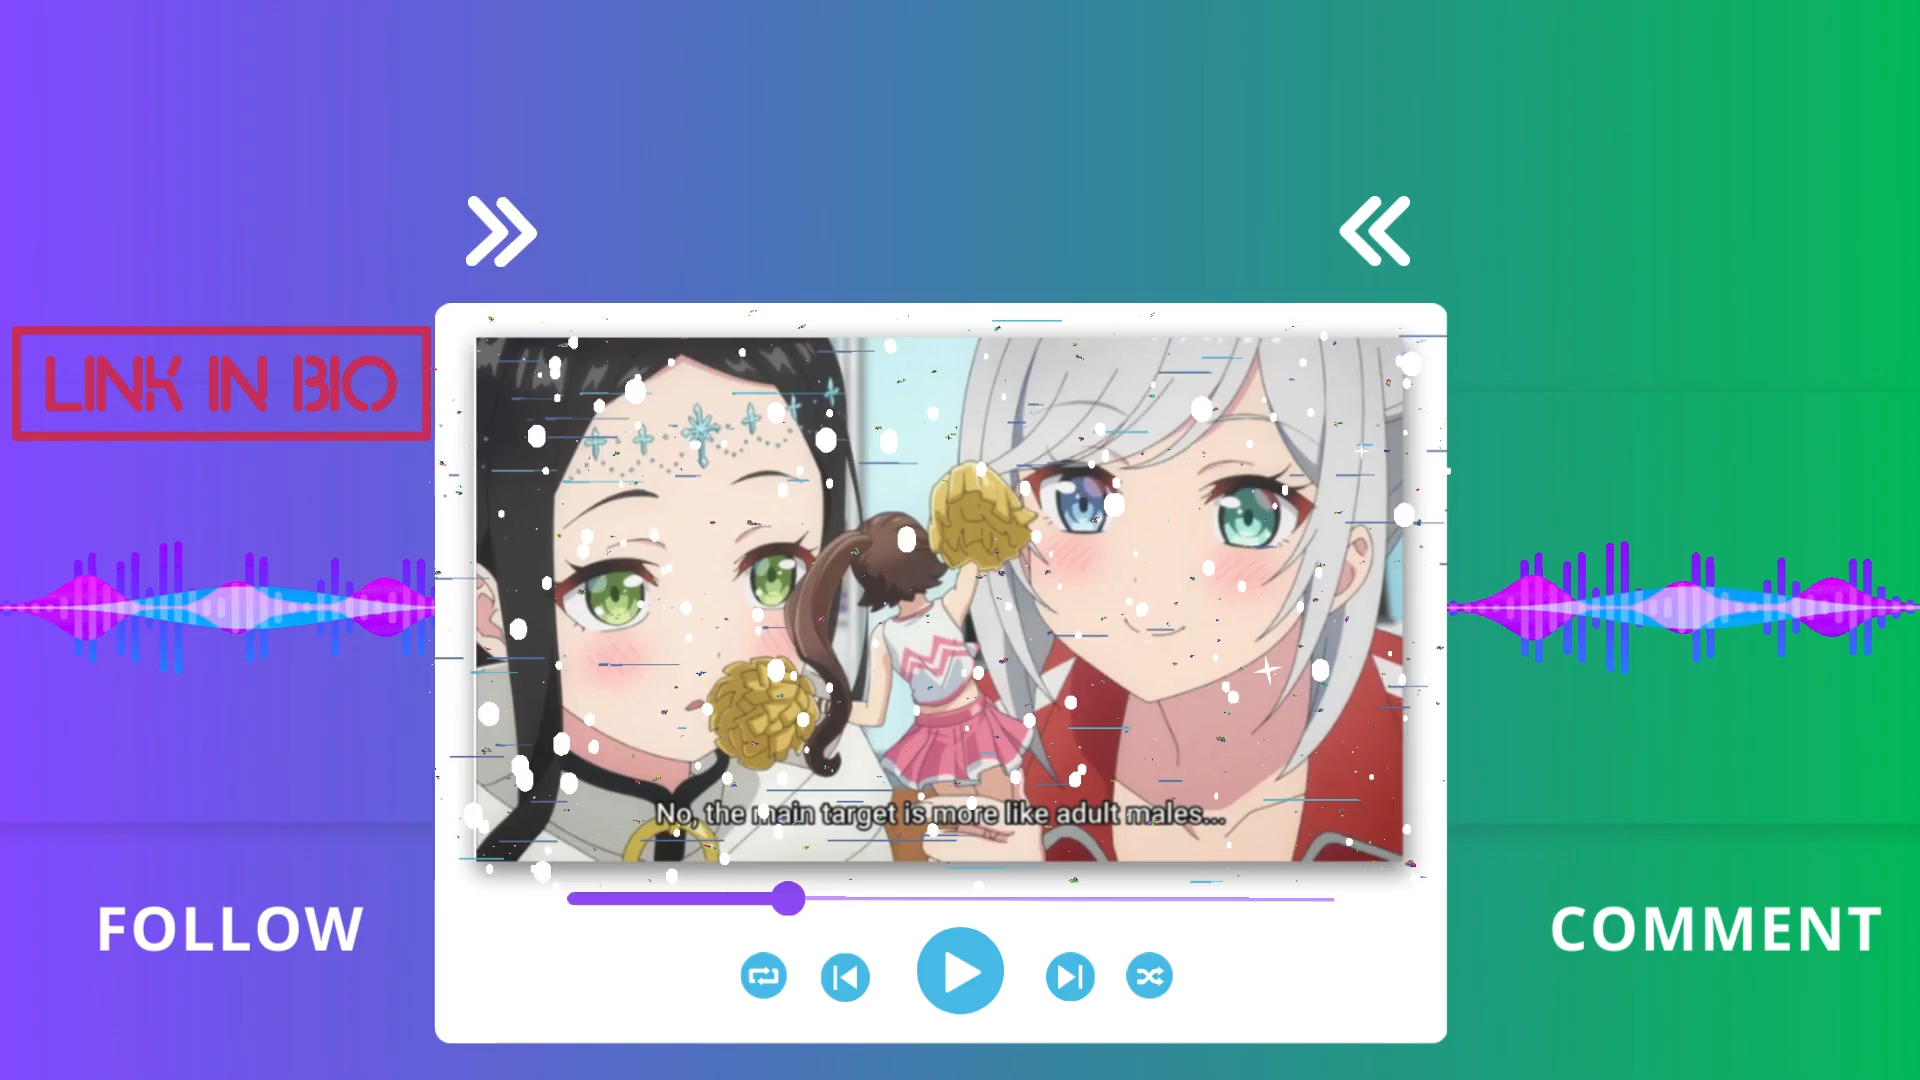 LINK IN BIO
No, the main target is more like adult males...
FOLLOW
COMMENT